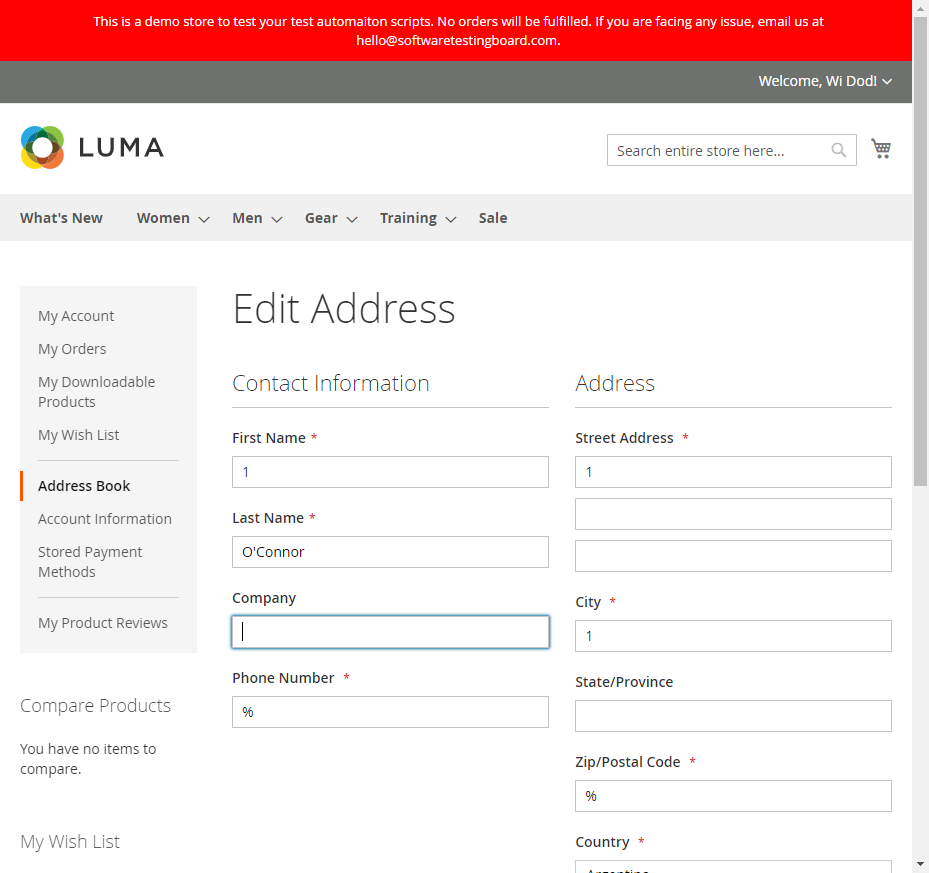 This is a demo store to test your test automaiton scripts. No orders will be fulfilled. If you are facing any issue, email us at
hello@softwaretestingboard.com.
Welcome, Wi Dod!
LUMA
Search entire store here...
What's New
Women
Men
Gear
Training
Sale
My Account
My Orders
My Downloadable
Products
My Wish List
Address Book
Account Information
Stored Payment
Methods
My Product Reviews
Compare Products
You have no items to
compare.
My Wish List
Edit Address
Contact Information
First Name *
1
Last Name *
O'Connor
Company
Phone Number *
%
Address
Street Address *
1
City *
1
State/Province
Zip/Postal Code *
%
Country *
Argentina